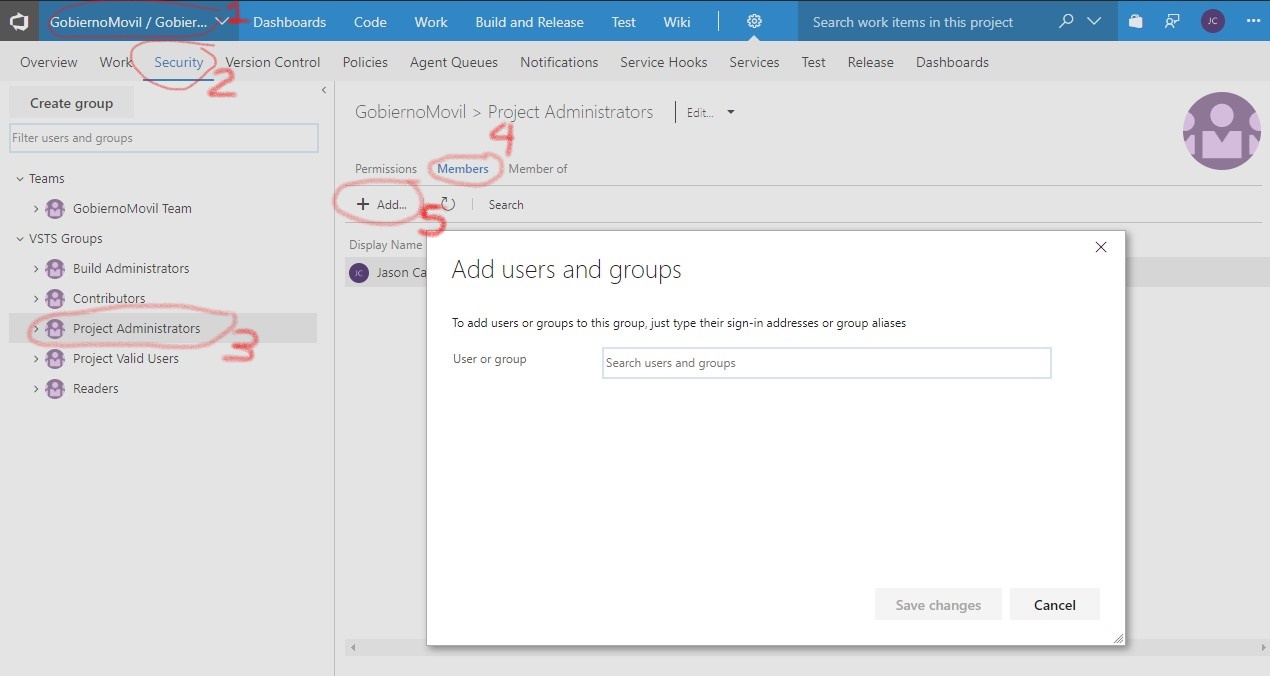 GobiernoMovil / Gobier... 1 Dashboards Code Work Build and Release Test Wiki Search work items in this project JC ...
Overview Work Security 2 Version Control Policies Agent Queues Notifications Service Hooks Services Test Release Dashboards
Create group
Filter users and groups
Teams
GobiernoMovil Team
VSTS Groups
Build Administrators
Contributors
Project Administrators 3
Project Valid Users
Readers
GobiernoMovil > Project Administrators Edit...
4
Permissions Members Member of
+ Add... 5 Search
Display Name
JC Jason Ca
Add users and groups
To add users or groups to this group, just type their sign-in addresses or group aliases
User or group Search users and groups
Save changes Cancel